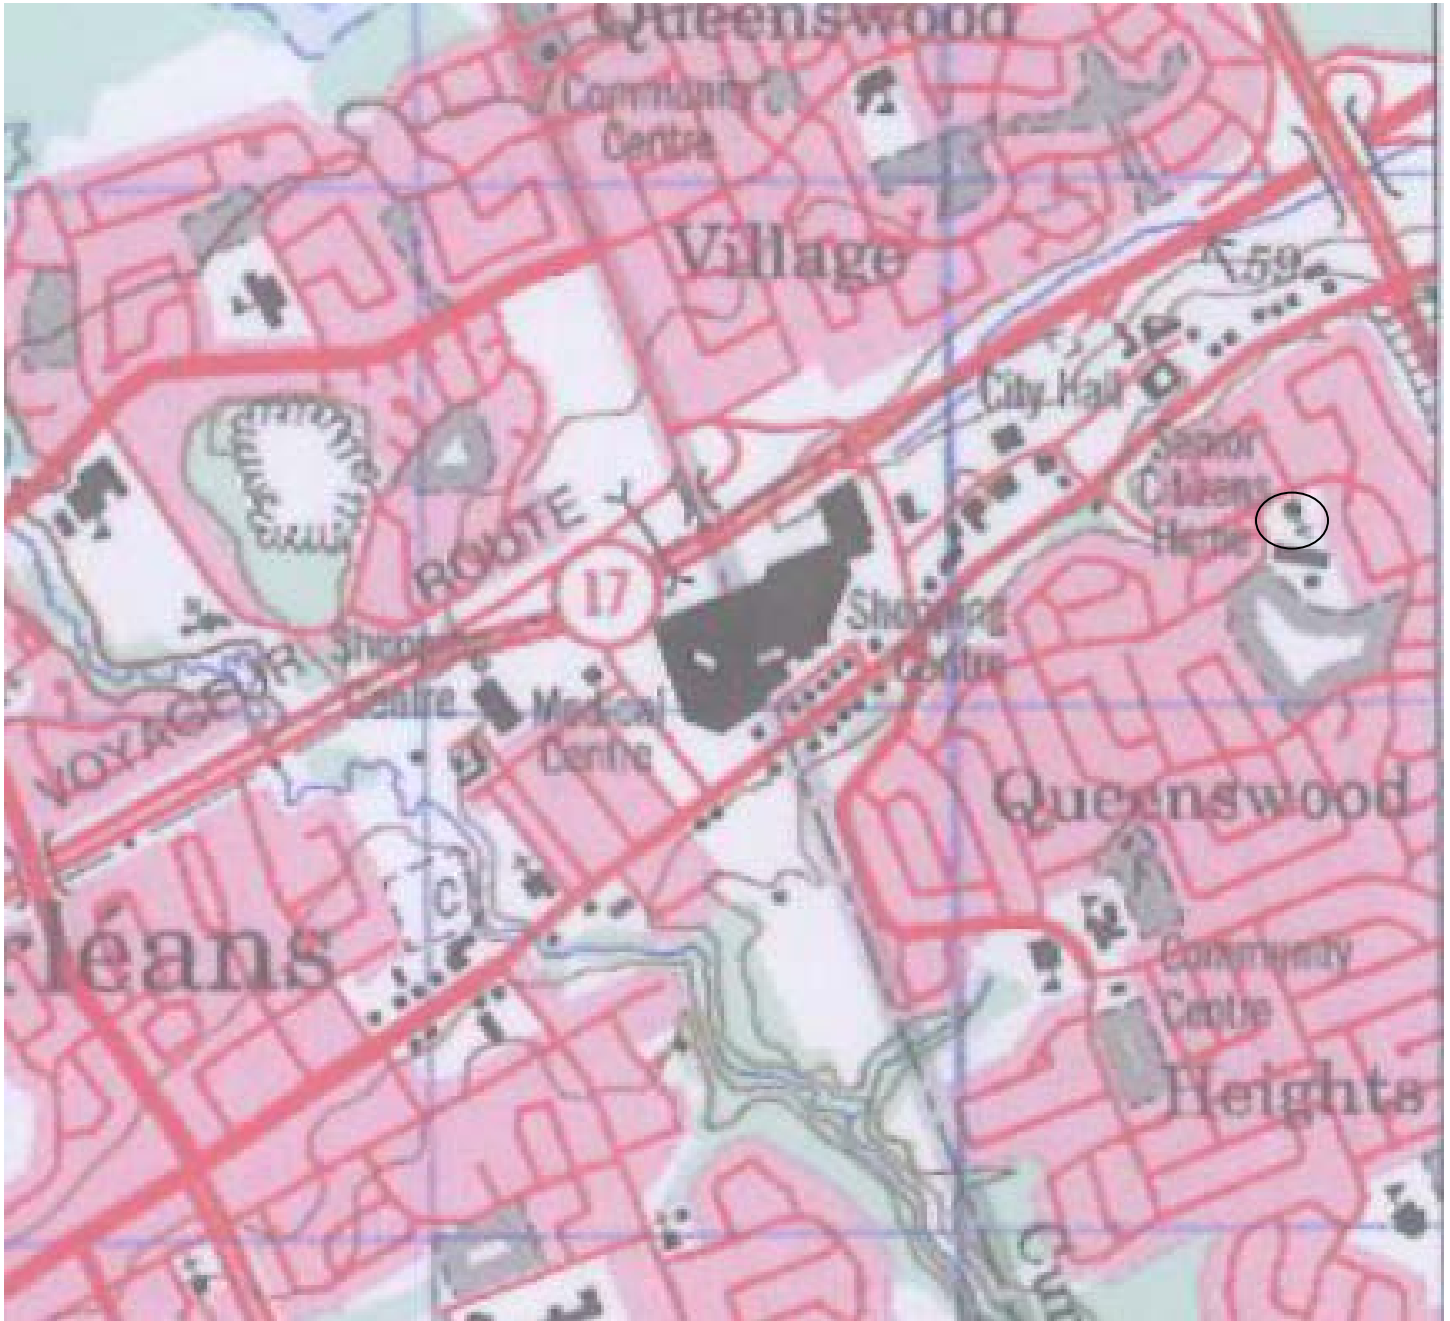 Queenswood
Community
Centre
Village
59
City Hall
Senior
Citizens
Home
ROUTE
17
Shopping
Centre
Shopping
Centre
Medical
Centre
VOYAGEUR
Queenswood
C
rléans
Community
Centre
Heights
Cum